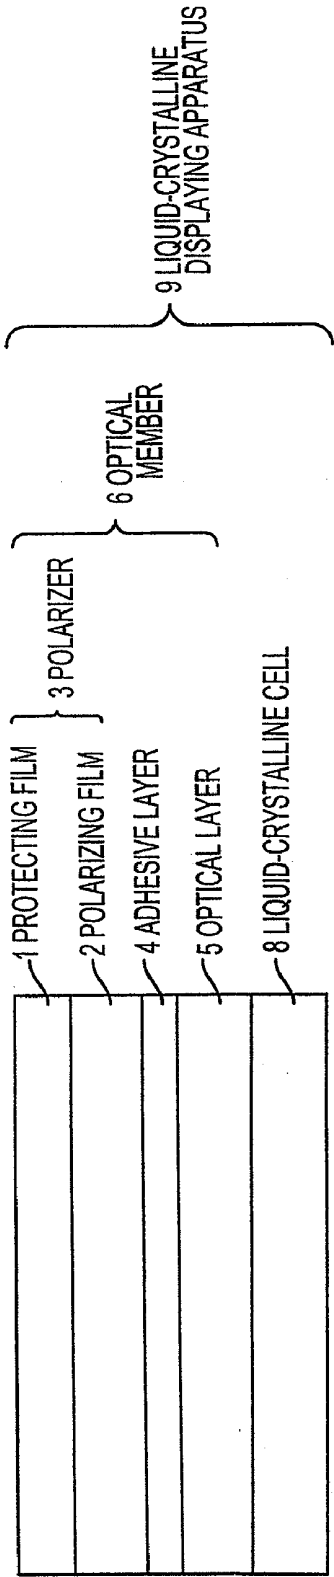 1 PROTECTING FILM
2 POLARIZING FILM
3 POLARIZER
4 ADHESIVE LAYER
5 OPTICAL LAYER
6 OPTICAL
MEMBER
8 LIQUID-CRYSTALLINE CELL
9 LIQUID-CRYSTALLINE
DISPLAYING APPARATUS